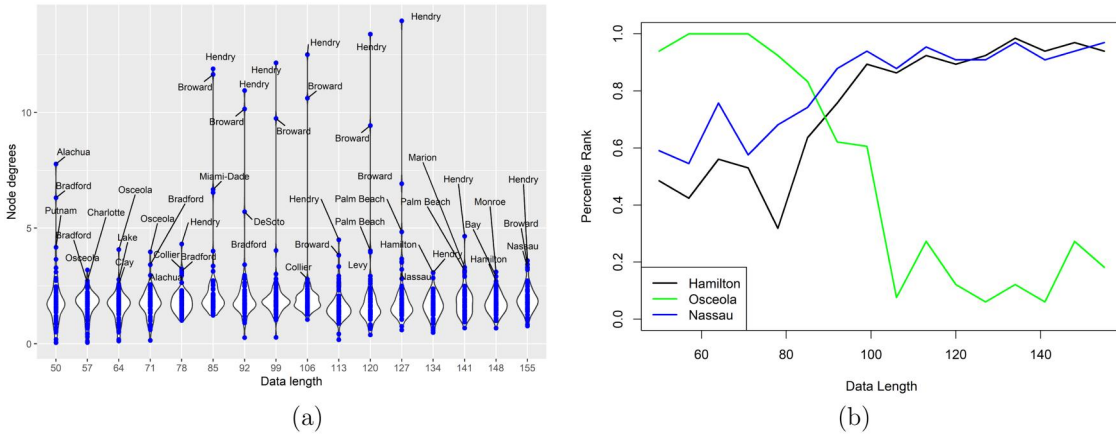 Node degrees
10
5
0
Alachua
Bradford
Putnam
Bradford
Osceola
Charlotte
Osceola
Lake
Clay
Bradford
Osceola
Alachua
Hendry
Collier
Bradford
Hendry
Broward
Miami-Dade
Hendry
Broward
DeSoto
Bradford
Hendry
Broward
Hendry
Broward
Collier
Hendry
Broward
Hendry
Broward
Palm Beach
Levy
Hendry
Broward
Palm Beach
Nassau
Marion
Palm Beach
Hamilton
Hendry
Bay
Monroe
Hamilton
Hendry
Broward
Nassau
50 57 64 71 78 85 92 99 106 113 120 127 134 141 148 155
Data length
(a)
Percentile Rank
1.0
0.8
0.6
0.4
0.2
0.0
Hamilton
Osceola
Nassau
60 80 100 120 140
Data Length
(b)